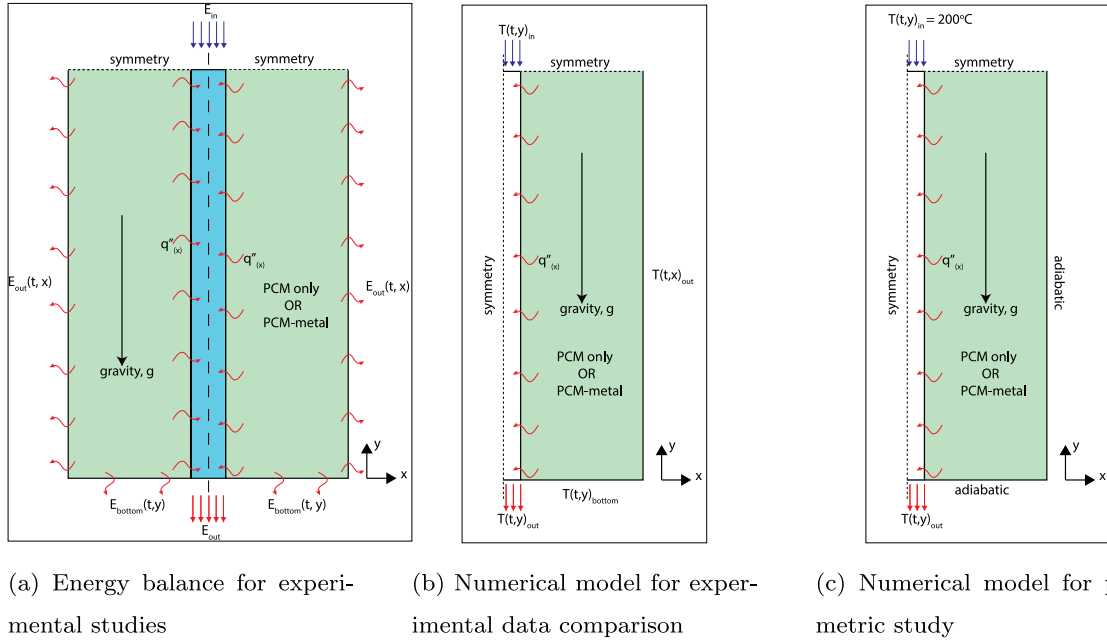 E_in
symmetry
symmetry
q"_(x)
q"_(x)
E_out(t, x)
E_out(t, x)
PCM only
OR
PCM-metal
gravity, g
y
x
E_bottom(t,y)
E_bottom(t, y)
E_out
(a) Energy balance for experi-
mental studies
T(t,y)_in
symmetry
symmetry
q"_(x)
T(t,x)_out
gravity, g
PCM only
OR
PCM-metal
y
x
T(t,y)_bottom
T(t,y)_out
(b) Numerical model for exper-
imental data comparison
T(t,y)_in = 200°C
symmetry
symmetry
q"_(x)
adiabatic
gravity, g
PCM only
OR
PCM-metal
y
x
adiabatic
T(t,y)_out
(c) Numerical model for
metric study